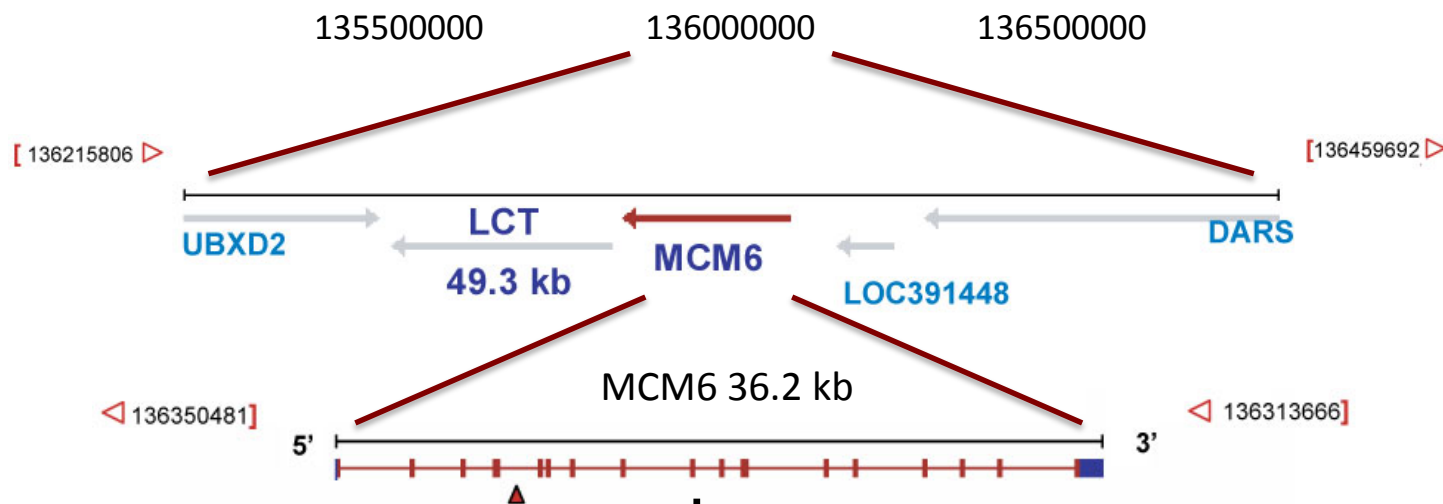 135500000 136000000 136500000
[ 136215806 [136459692
LCT
UBXD2 DARS
MCM6
49.3 kb LOC391448
MCM6 36.2 kb
136350481] 136313666]
5’ 3’